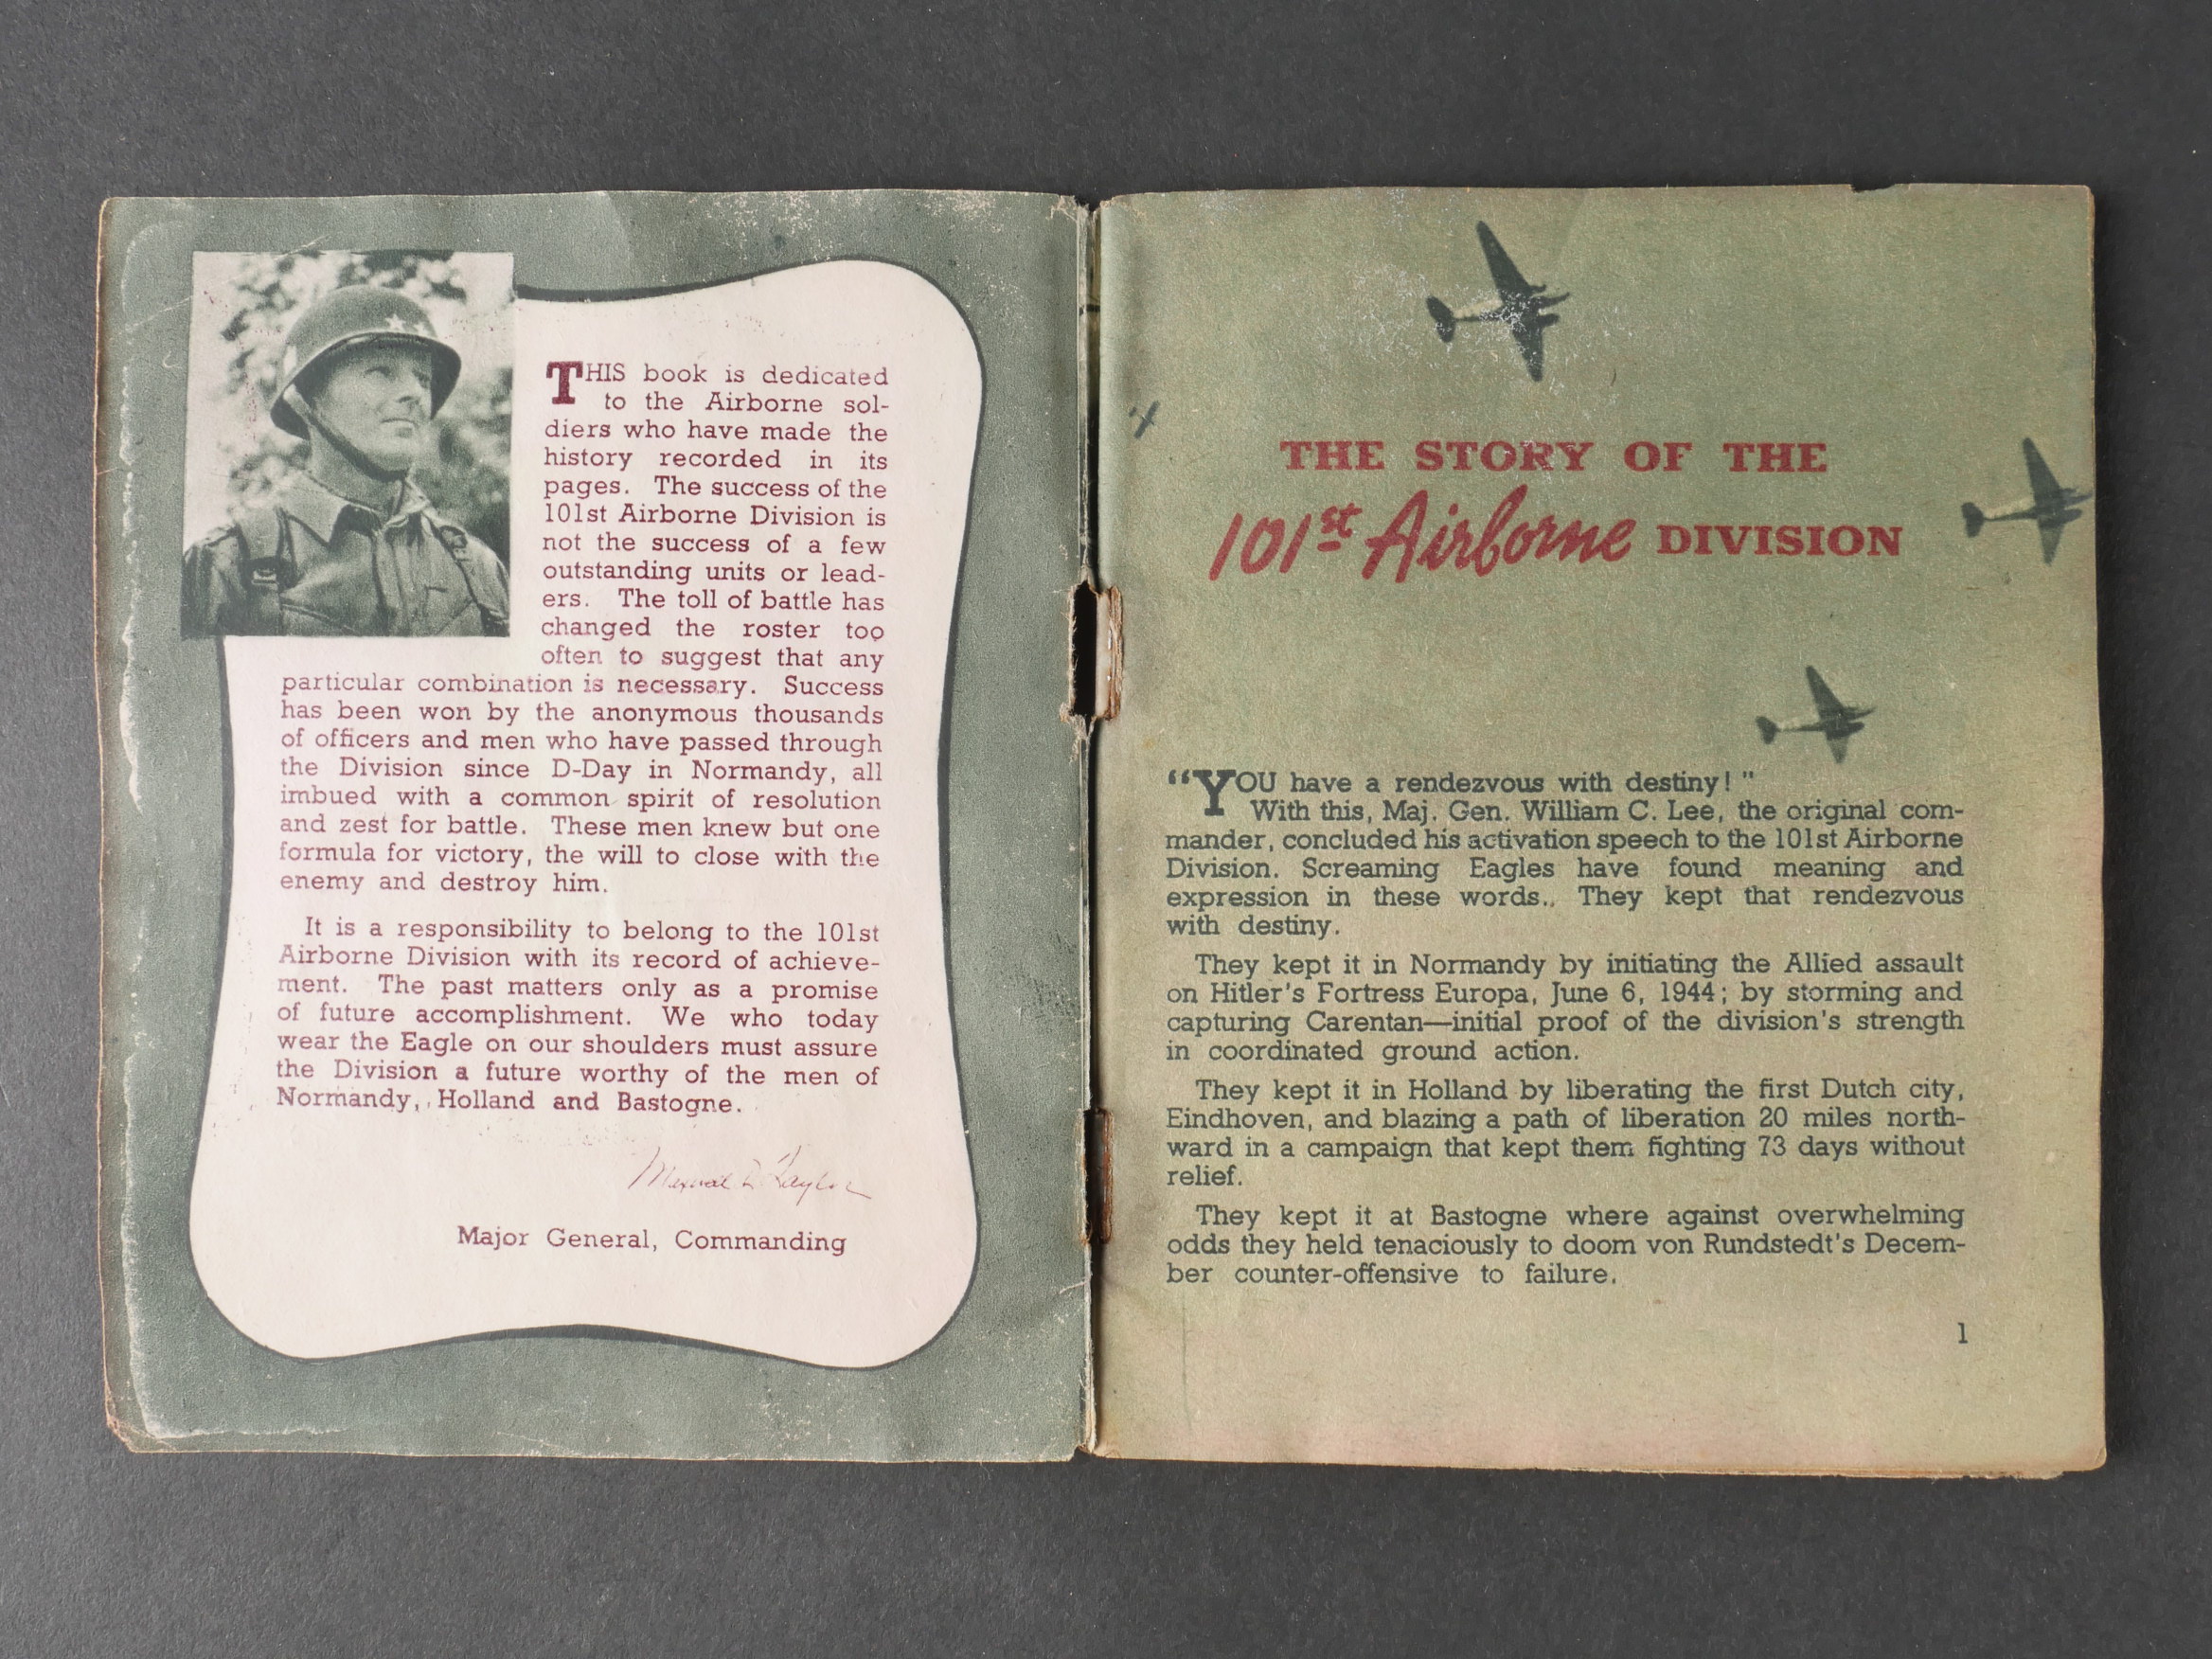 THIS book is dedicated
to the Airborne sol-
diers who have made the
history recorded in its
pages. The success of the
101st Airborne Division is
not the success of a few
outstanding units or lead-
ers. The toll of battle has
changed the roster too
often to suggest that any
particular combination is necessary. Success
has been won by the anonymous thousands
of officers and men who have passed through
the Division since D-Day in Normandy, all
imbued with a common spirit of resolution
and zest for battle. These men knew but one
formula for victory, the will to close with the
enemy and destroy him.
It is a responsibility to belong to the 101st
Airborne Division with its record of achieve-
ment. The past matters only as a promise
of future accomplishment. We who today
wear the Eagle on our shoulders must assure
the Division a future worthy of the men of
Normandy, Holland and Bastogne.
Maxwell D. Taylor
Major General, Commanding
THE STORY OF THE
101st Airborne DIVISION
“YOU have a rendezvous with destiny! "
With this, Maj. Gen. William C. Lee, the original com-
mander, concluded his activation speech to the 101st Airborne
Division. Screaming Eagles have found meaning and
expression in these words.. They kept that rendezvous
with destiny.
They kept it in Normandy by initiating the Allied assault
on Hitler's Fortress Europa, June 6, 1944; by storming and
capturing Carentan—initial proof of the division's strength
in coordinated ground action.
They kept it in Holland by liberating the first Dutch city,
Eindhoven, and blazing a path of liberation 20 miles north-
ward in a campaign that kept them fighting 73 days without
relief.
They kept it at Bastogne where against overwhelming
odds they held tenaciously to doom von Rundstedt's Decem-
ber counter-offensive to failure.
1